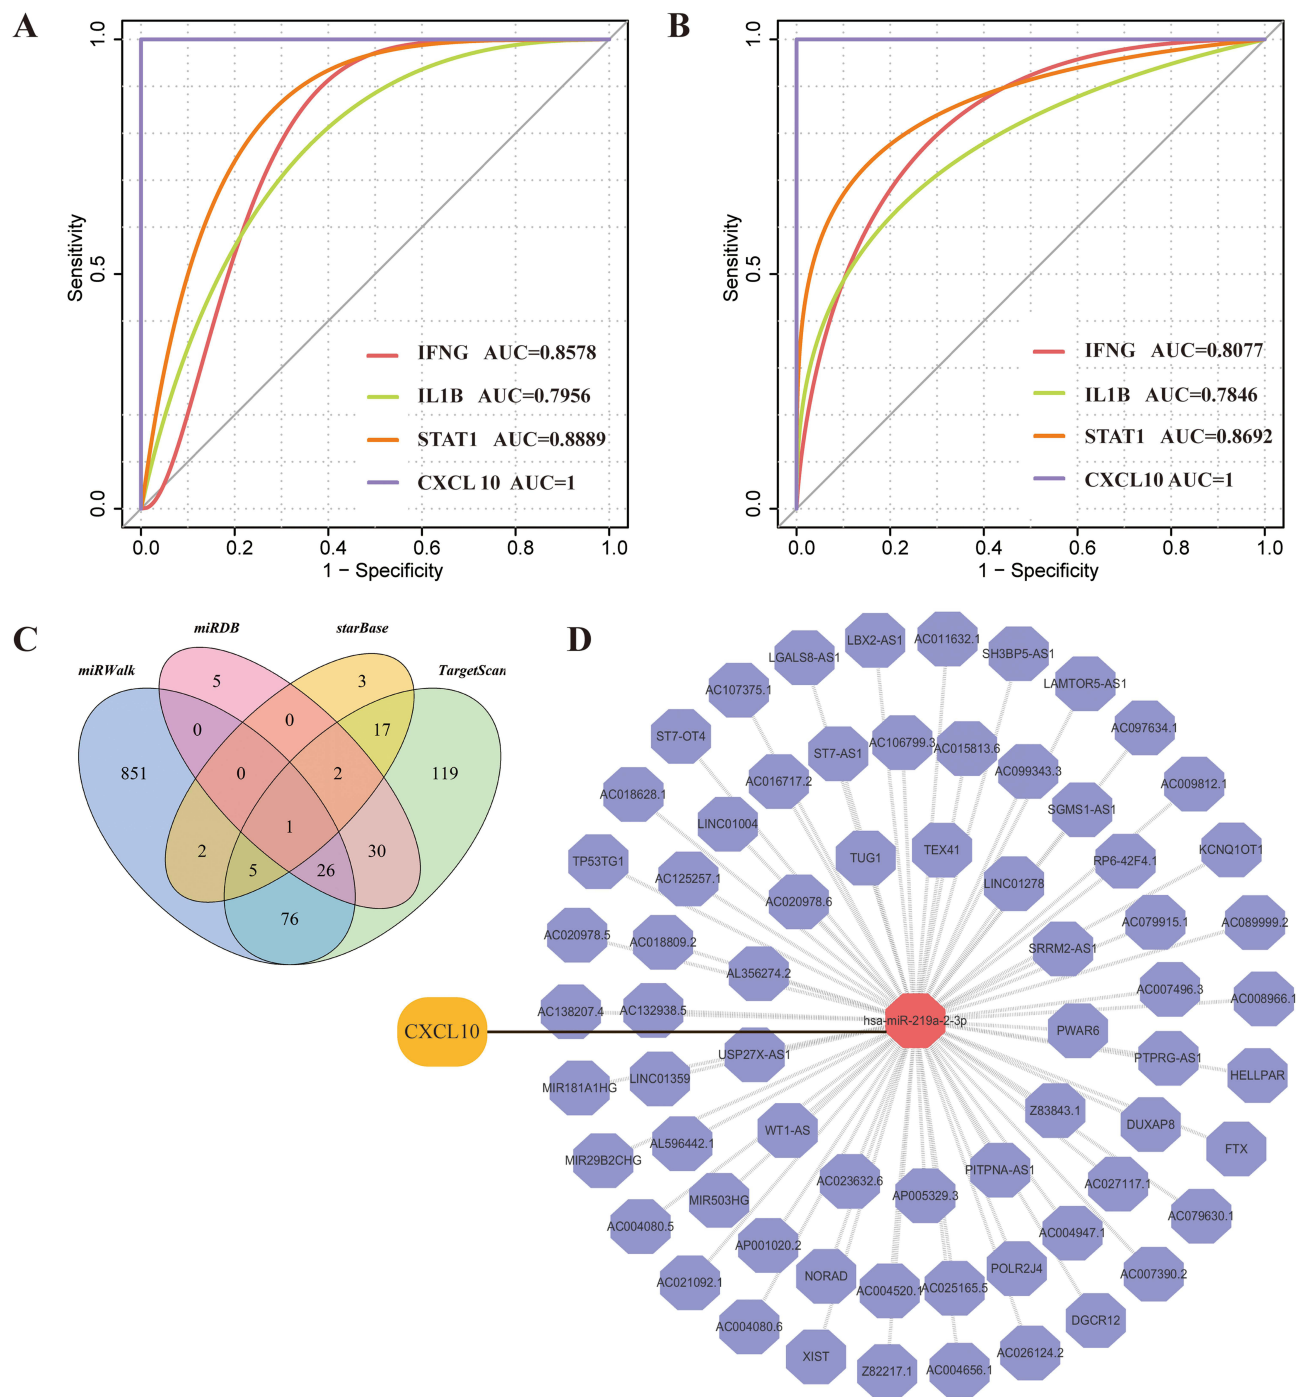 A
B
1.0
0.5
0.0
Sensitivity
IFNG AUC=0.8578
IL1B AUC=0.7956
STAT1 AUC=0.8889
CXCL 10 AUC=1
0.0 0.2 0.4 0.6 0.8 1.0
1 − Specificity
1.0
0.5
0.0
Sensitivity
IFNG AUC=0.8077
IL1B AUC=0.7846
STAT1 AUC=0.8692
CXCL10 AUC=1
0.0 0.2 0.4 0.6 0.8 1.0
1 − Specificity
C
miRWalk
miRDB
starBase
TargetScan
5
3
0
0
17
851
0
2
119
1
2
5
26
30
76
D
LBX2-AS1
AC011632.1
LGALS8-AS1
SH3BP5-AS1
AC107375.1
LAMTOR5-AS1
ST7-OT4
ST7-AS1
AC106799.3
AC015813.6
AC097634.1
AC018628.1
AC016717.2
AC099343.3
AC009812.1
LINC01004
SGMS1-AS1
TP53TG1
AC125257.1
TUG1
TEX41
RP6-42F4.1
KCNQ1OT1
AC020978.6
LINC01278
AC020978.5
AC018809.2
AC079915.1
AC089999.2
AL356274.2
SRRM2-AS1
AC138207.4
AC132938.5
AC007496.3
AC008966.1
CXCL10
hsa-miR-219a-2-3p
PWAR6
USP27X-AS1
PTPRG-AS1
HELLPAR
MIR181A1HG
LINC01359
Z83843.1
DUXAP8
WT1-AS
AL596442.1
FTX
MIR29B2CHG
PITPNA-AS1
AC027117.1
MIR503HG
AC023632.6
AP005329.3
AC079630.1
AC004080.5
AP001020.2
AC004947.1
AC021092.1
NORAD
AC004520.1
AC025165.5
POLR2J4
AC007390.2
AC004080.6
DGCR12
XIST
Z82217.1
AC004656.1
AC026124.2